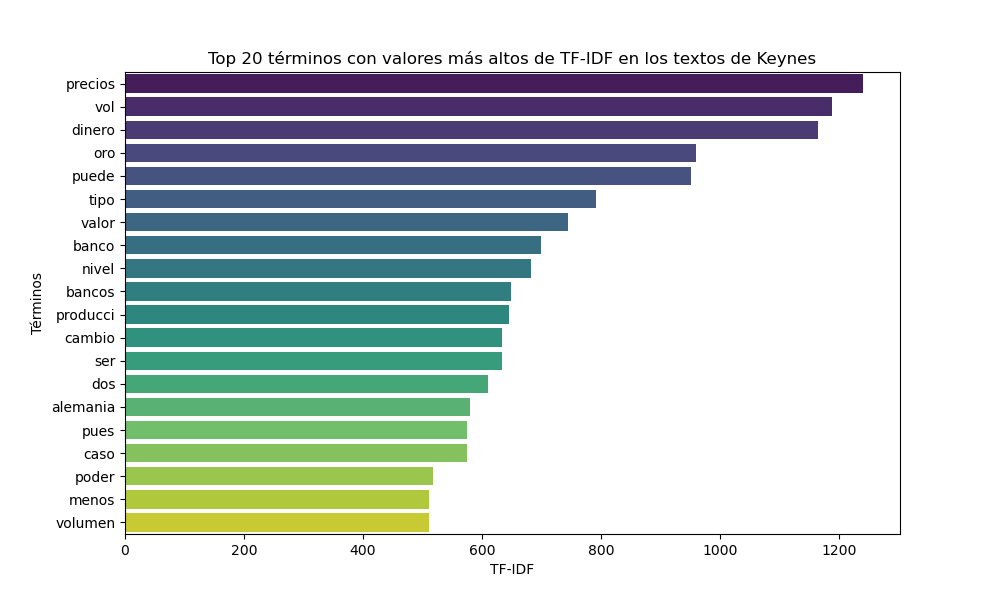 Top 20 términos con valores más altos de TF-IDF en los textos de Keynes
Términos
precios
vol
dinero
oro
puede
tipo
valor
banco
nivel
bancos
producci
cambio
ser
dos
alemania
pues
caso
poder
menos
volumen
0 200 400 600 800 1000 1200
TF-IDF